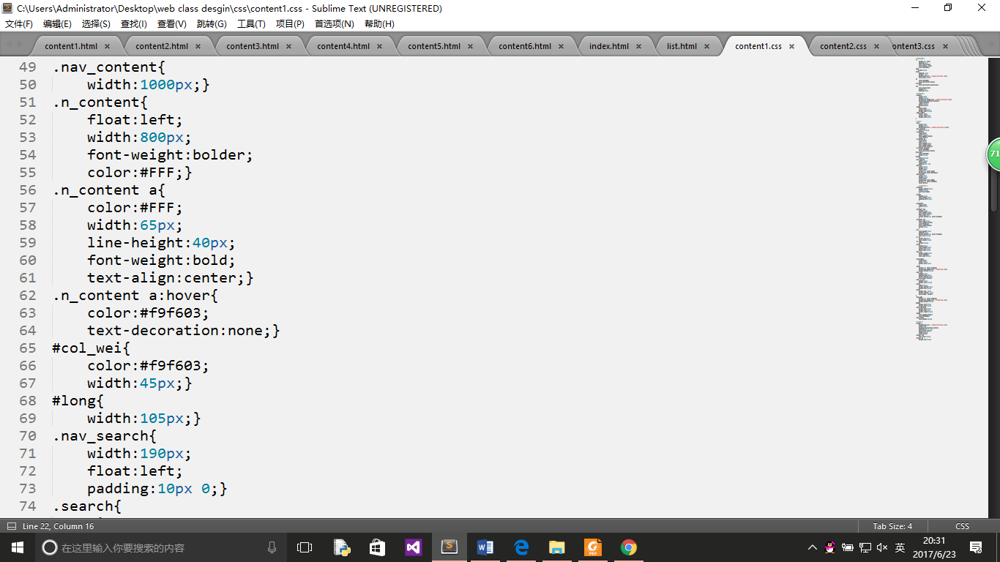 C:\Users\Administrator\Desktop\web class desgin\css\content1.css - Sublime Text (UNREGISTERED)
文件(F) 编辑(E) 选择(S) 查找(I) 查看(V) 跳转(G) 工具(T) 项目(P) 首选项(N) 帮助(H)
content1.html × content2.html × content3.html × content4.html × content5.html × content6.html × index.html × list.html × content1.css × content2.css × ontent3.css ×
49 .nav_content{
50 width:1000px;}
51 .n_content{
52 float:left;
53 width:800px;
54 font-weight:bolder;
55 color:#FFF;}
56 .n_content a{
57 color:#FFF;
58 width:65px;
59 line-height:40px;
60 font-weight:bold;
61 text-align:center;}
62 .n_content a:hover{
63 color:#f9f603;
64 text-decoration:none;}
65 #col_wei{
66 color:#f9f603;
67 width:45px;}
68 #long{
69 width:105px;}
70 .nav_search{
71 width:190px;
72 float:left;
73 padding:10px 0;}
74 .search{
71
Line 22, Column 16 Tab Size: 4 CSS
在这里输入你要搜索的内容 英 20:31
2017/6/23